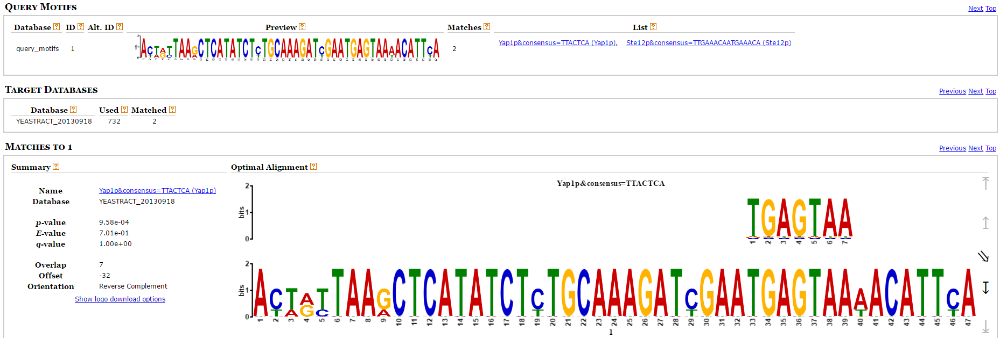 Query Motifs
Next Top
Database ? ID ? Alt. ID ? Preview ? Matches ? List ?
query_motifs 1 2 Yap1p&consensus=TTACTCA (Yap1p), Ste12p&consensus=TTGAAACAATGAAACA (Ste12p)
Target Databases
Previous Next Top
Database ? Used ? Matched ?
YEASTRACT_20130918 732 2
Matches to 1
Previous Next Top
Summary ?
Name Yap1p&consensus=TTACTCA (Yap1p)
Database YEASTRACT_20130918
p-value 9.58e-04
E-value 7.01e-01
q-value 1.00e+00
Overlap 7
Offset -32
Orientation Reverse Complement
Show logo download options
Optimal Alignment ?
Yap1p&consensus=TTACTCA
2
1
0
bits
TGAGTAA
1 2 3 4 5 6 7
2
1
0
bits
ACTATTAAGCTCATATCTCTGCAAAGATCGAATGAGTAAAACATTCA
1 2 3 4 5 6 7 8 9 10 11 12 13 14 15 16 17 18 19 20 21 22 23 24 25 26 27 28 29 30 31 32 33 34 35 36 37 38 39 40 41 42 43 44 45 46 47
1